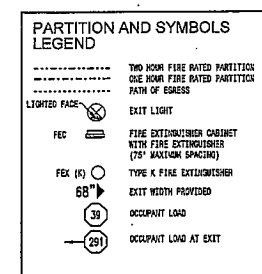 PARTITION AND SYMBOLS
LEGEND
TWO HOUR FIRE RATED PARTITION
ONE HOUR FIRE RATED PARTITION
PATH OF EGRESS
LIGHTED FACE
EXIT LIGHT
FEC
FIRE EXTINGUISHER CABINET
WITH FIRE EXTINGUISHER
(75' MAXIMUM SPACING)
FEX (K)
TYPE K FIRE EXTINGUISHER
68"
EXIT WIDTH PROVIDED
39
OCCUPANT LOAD
291
OCCUPANT LOAD AT EXIT